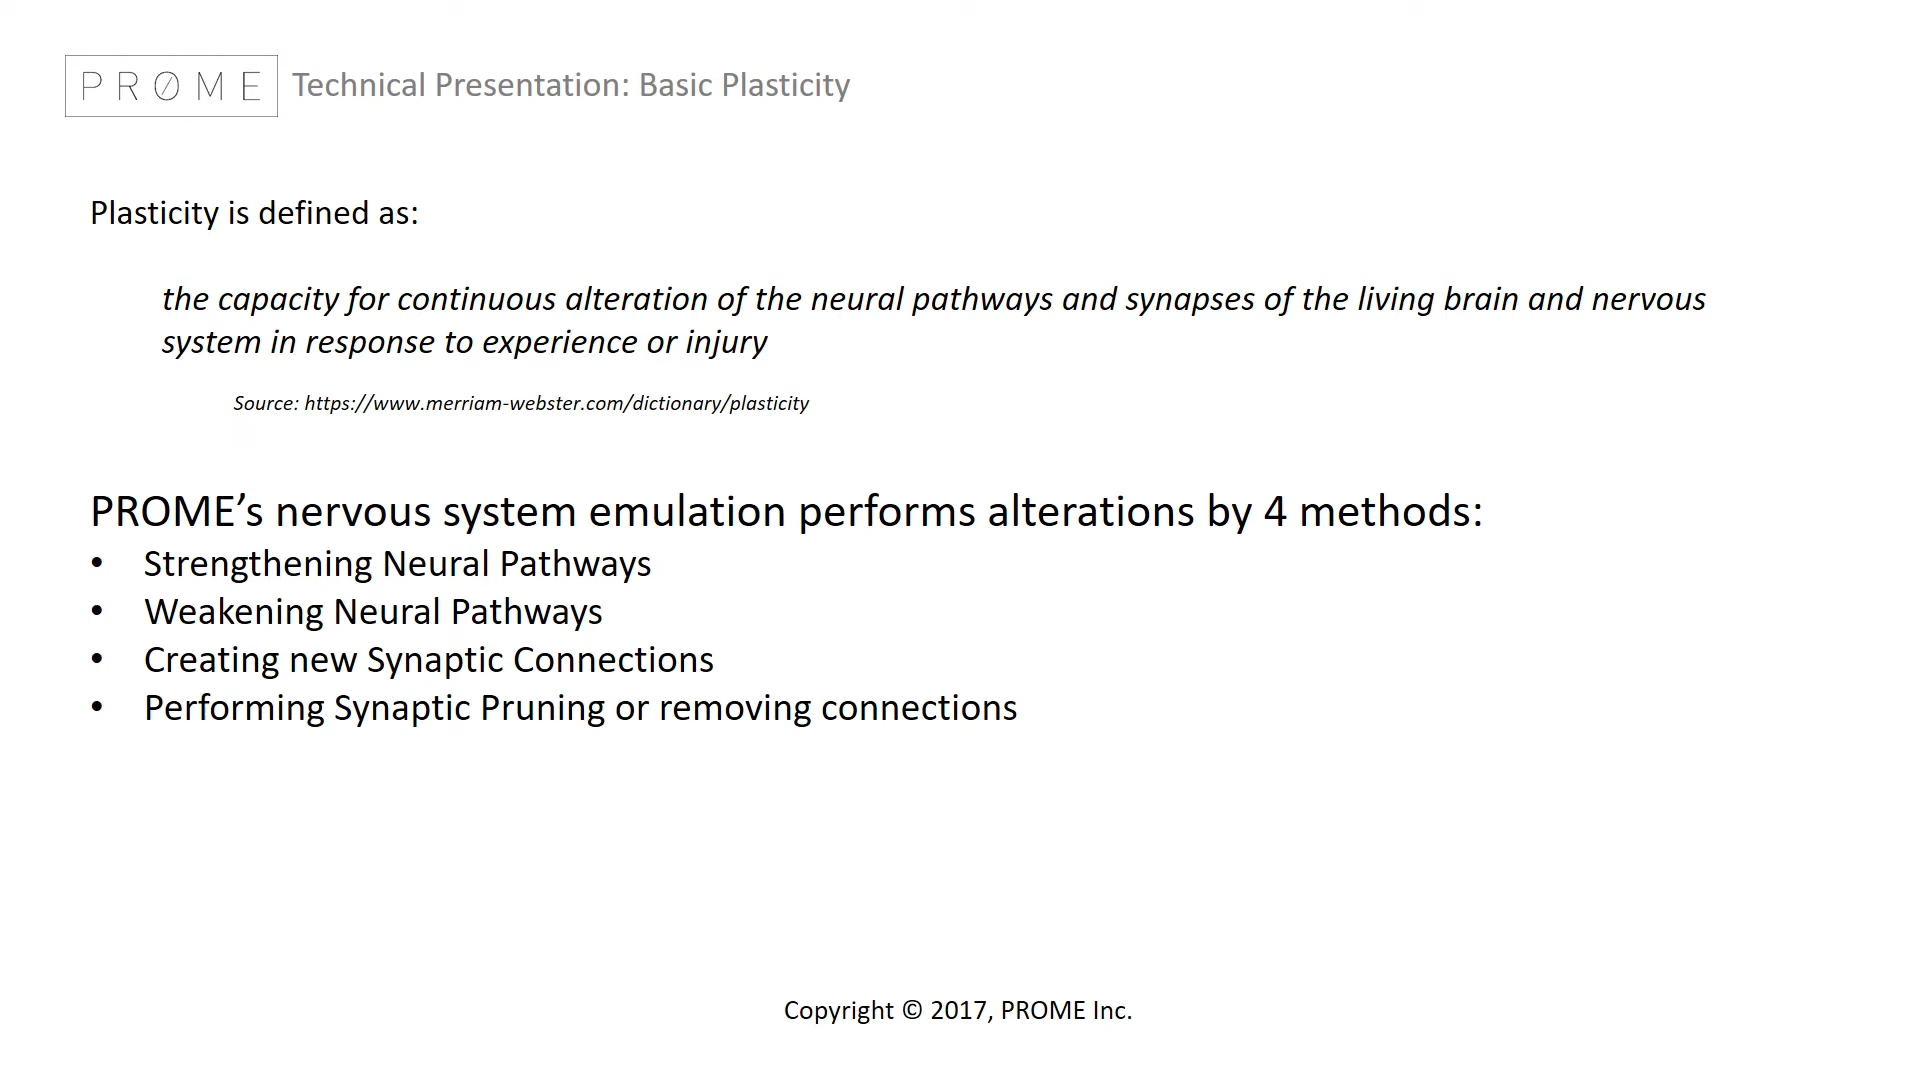 PRØME Technical Presentation: Basic Plasticity
Plasticity is defined as:
the capacity for continuous alteration of the neural pathways and synapses of the living brain and nervous
system in response to experience or injury
Source: https://www.merriam-webster.com/dictionary/plasticity
PROME’s nervous system emulation performs alterations by 4 methods:
• Strengthening Neural Pathways
• Weakening Neural Pathways
• Creating new Synaptic Connections
• Performing Synaptic Pruning or removing connections
Copyright © 2017, PROME Inc.